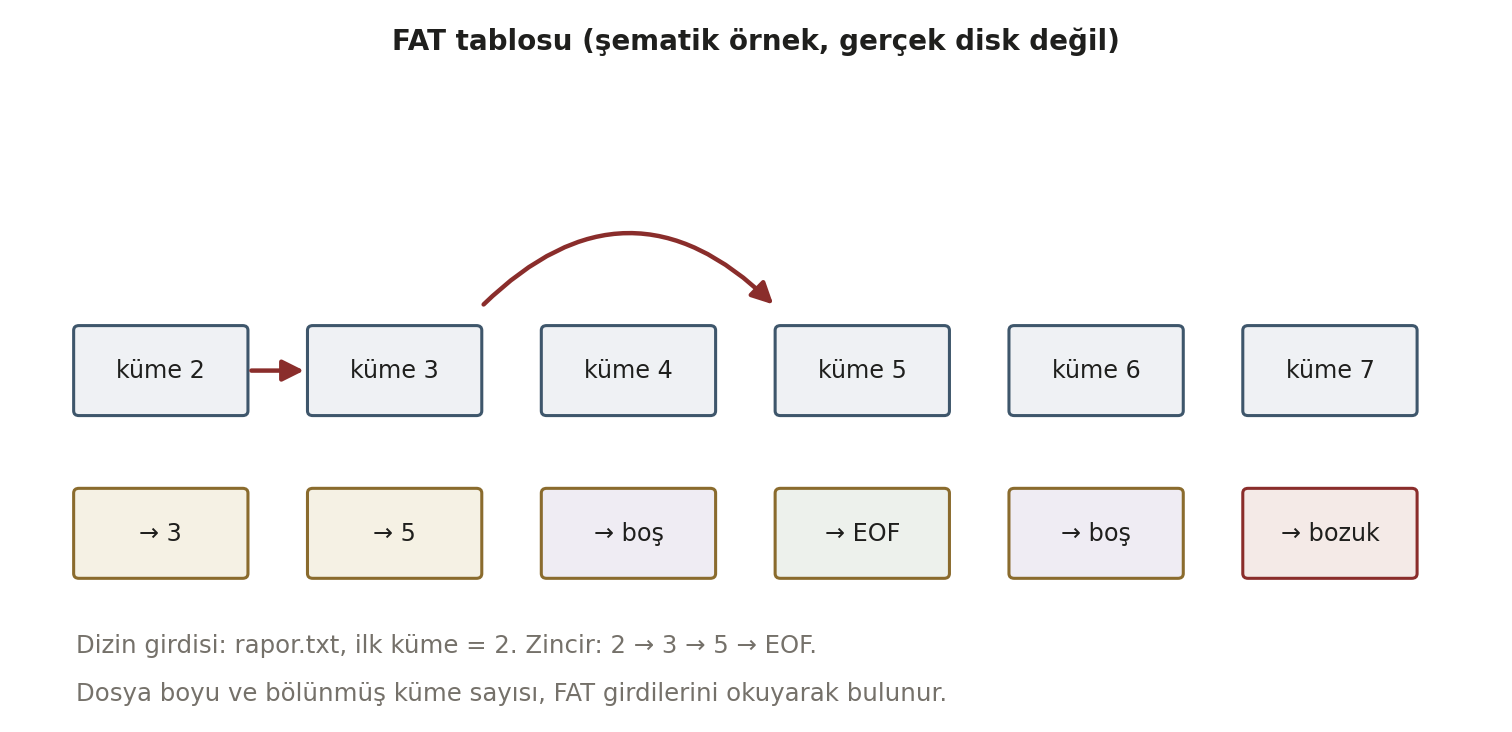 FAT tablosu (şematik örnek, gerçek disk değil)
küme 2 küme 3 küme 4 küme 5 küme 6 küme 7
→ 3 → 5 → boş → EOF → boş → bozuk
Dizin girdisi: rapor.txt, ilk küme = 2. Zincir: 2 → 3 → 5 → EOF.
Dosya boyu ve bölünmüş küme sayısı, FAT girdilerini okuyarak bulunur.